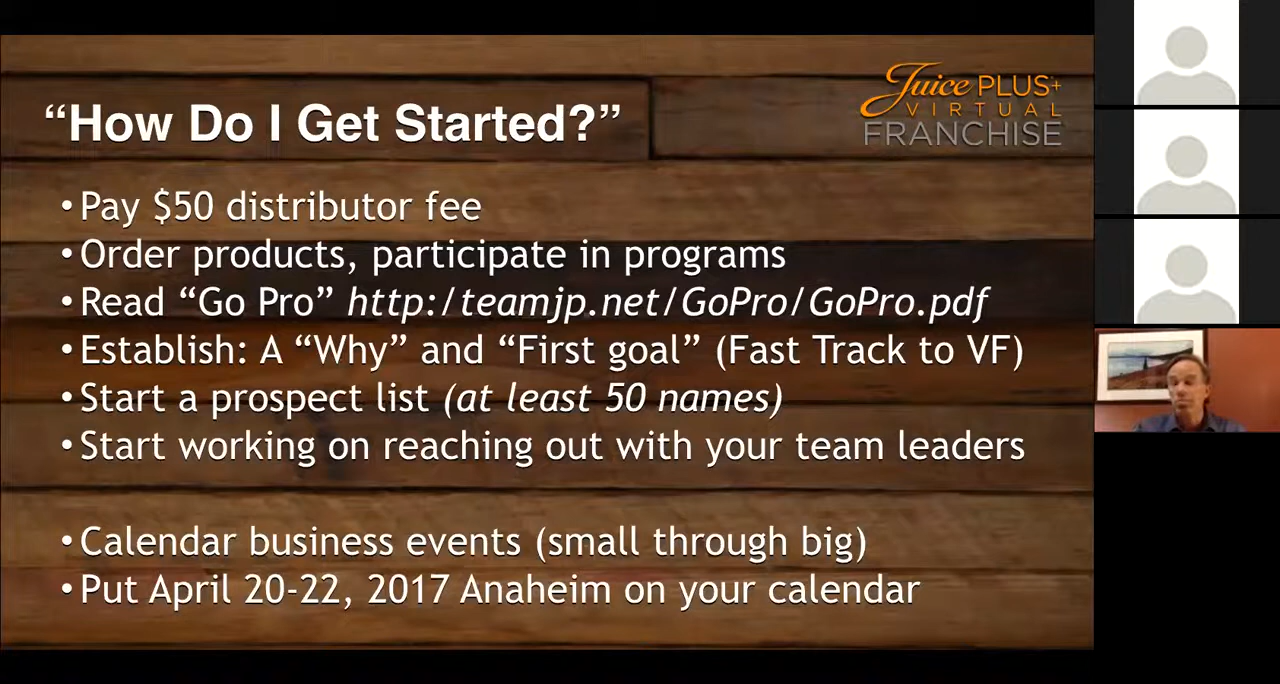 “How Do I Get Started?”
Juice PLUS+
VIRTUAL
FRANCHISE
• Pay $50 distributor fee
• Order products, participate in programs
• Read “Go Pro” http:/teamjp.net/GoPro/GoPro.pdf
• Establish: A “Why” and “First goal” (Fast Track to VF)
• Start a prospect list (at least 50 names)
• Start working on reaching out with your team leaders
• Calendar business events (small through big)
• Put April 20-22, 2017 Anaheim on your calendar